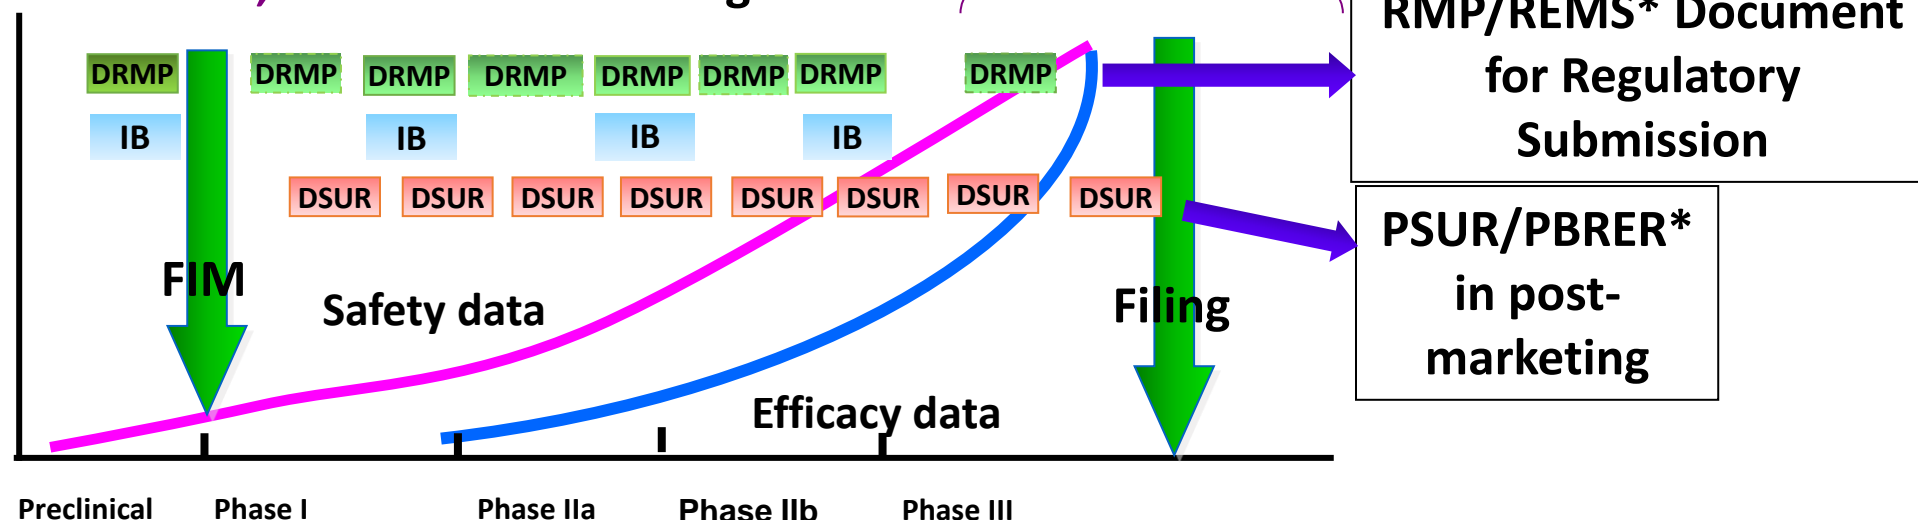 RMP/REMS* Document
for Regulatory
Submission
DRMP DRMP DRMP DRMP DRMP DRMP DRMP DRMP
IB IB IB IB
DSUR DSUR DSUR DSUR DSUR DSUR DSUR DSUR
PSUR/PBRER*
in post-
marketing
FIM
Safety data
Filing
Efficacy data
Preclinical Phase I Phase IIa Phase IIb Phase III